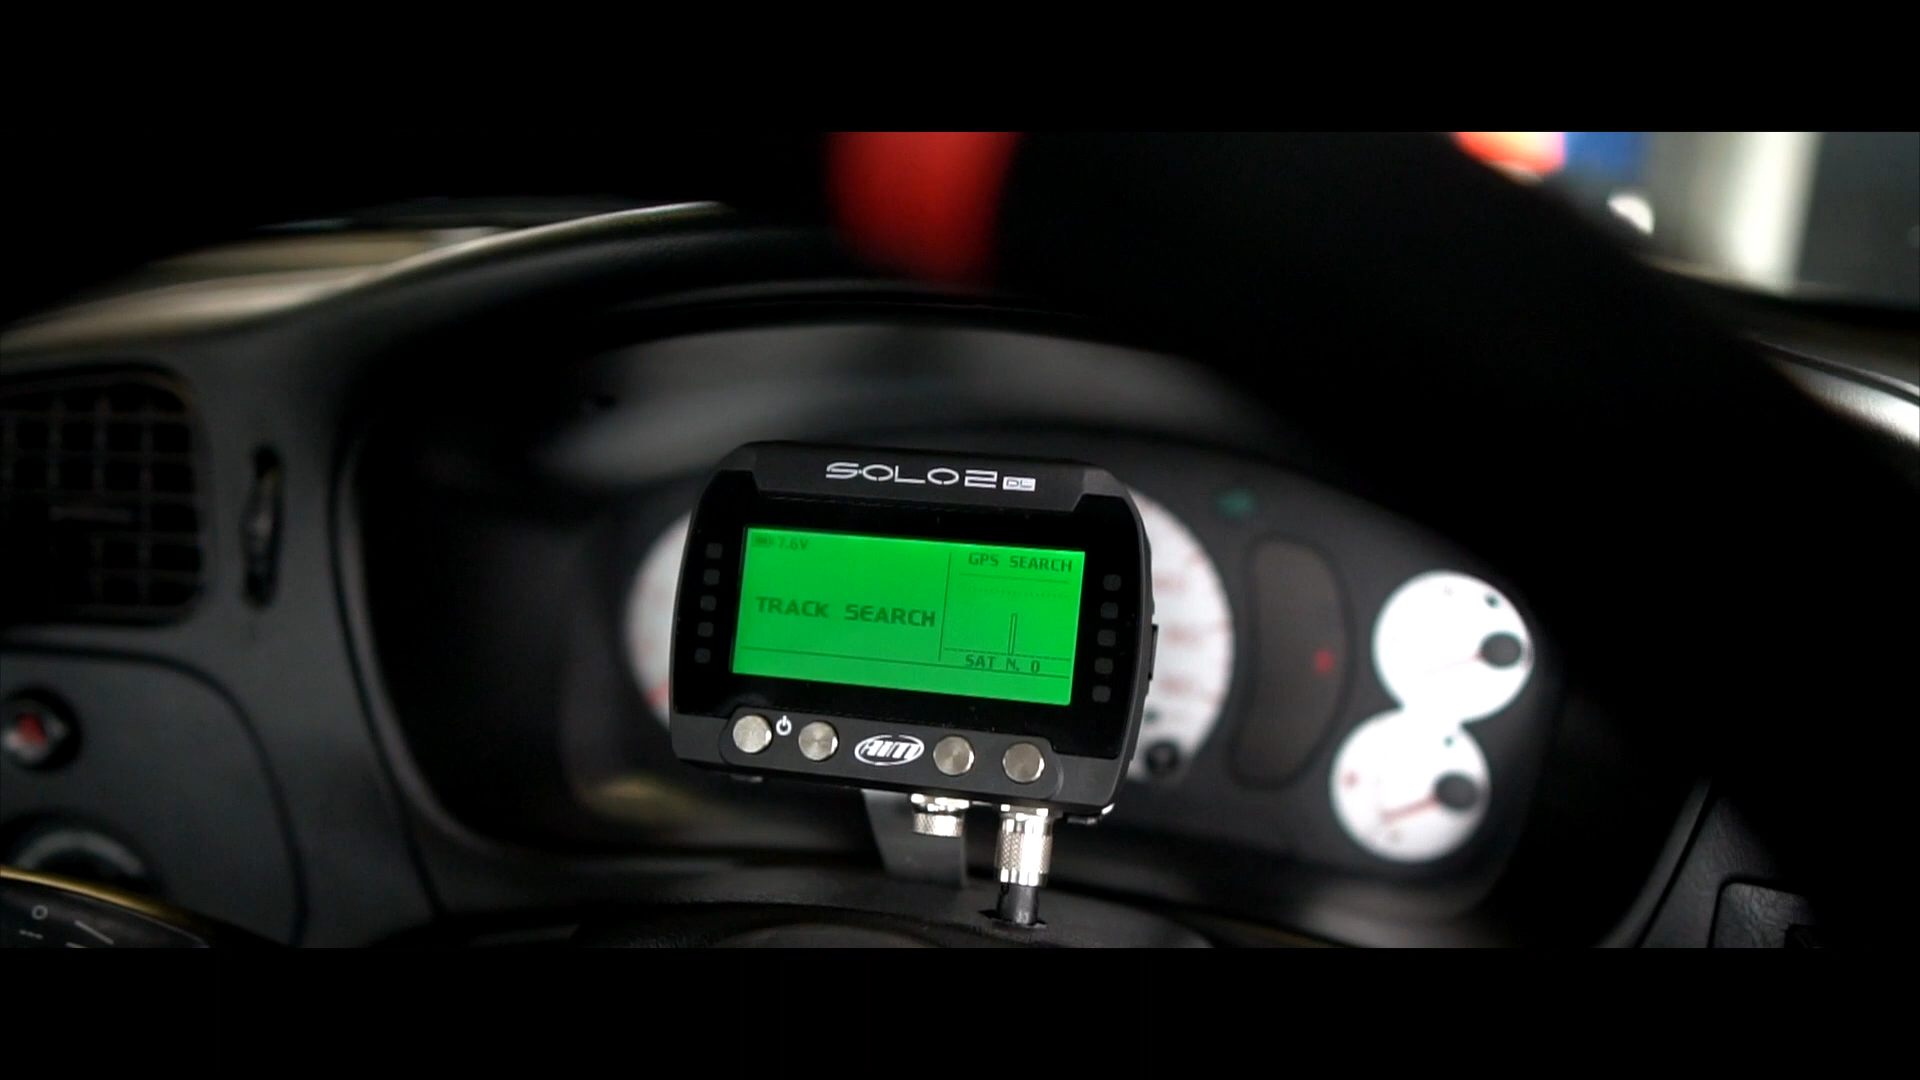 SOLO2 DL
7.6V
GPS SEARCH
TRACK SEARCH
SAT N. 0
AiM